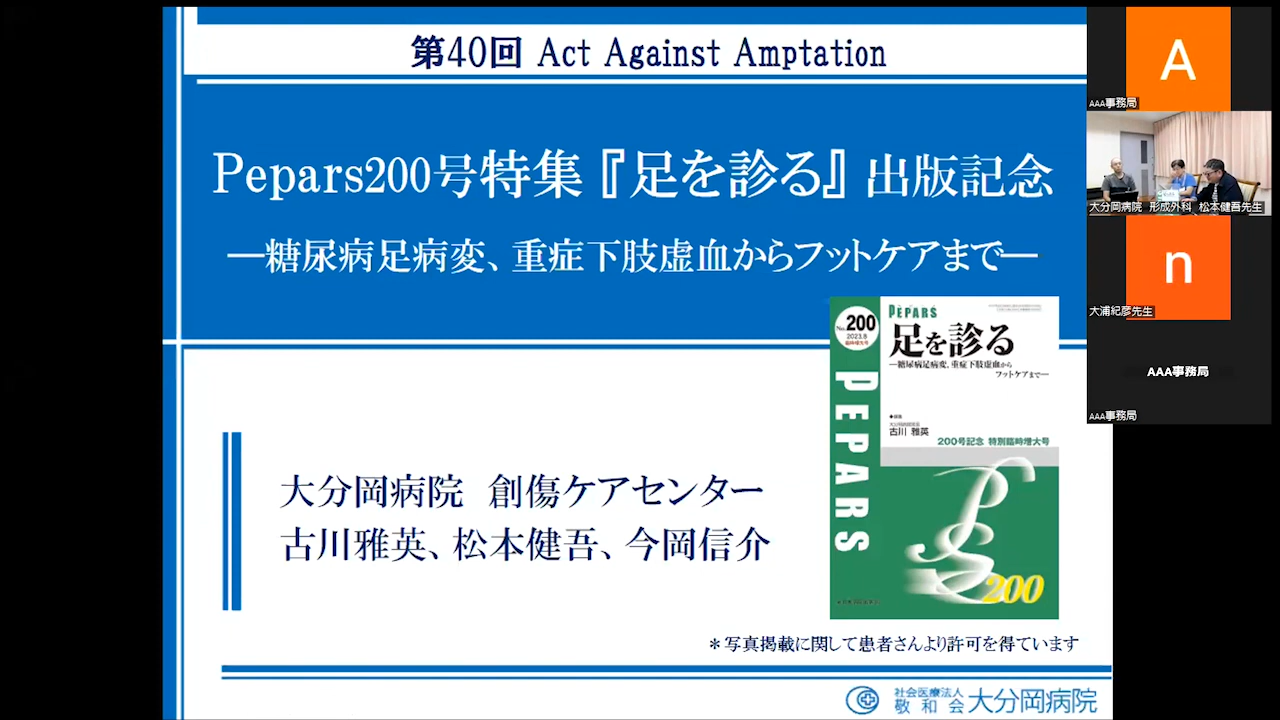 第40回 Act Against Amptation
Pepars200号特集『足を診る』出版記念
―糖尿病足病変、重症下肢虚血からフットケアまで―
大分岡病院 創傷ケアセンター
古川雅英、松本健吾、今岡信介
No.200
2023.8
臨時増大号
PEPARS
足を診る
―糖尿病足病変、重症下肢虚血から
フットケアまで―
◆編集
古川 雅英
200号記念 特別臨時増大号
PEPARS
200
＊写真掲載に関して患者さんより許可を得ています
社会医療法人
敬和会 大分岡病院
A
AAA事務局
大分岡病院 形成外科 松本健吾先生
n
大浦紀彦先生
AAA事務局
AAA事務局